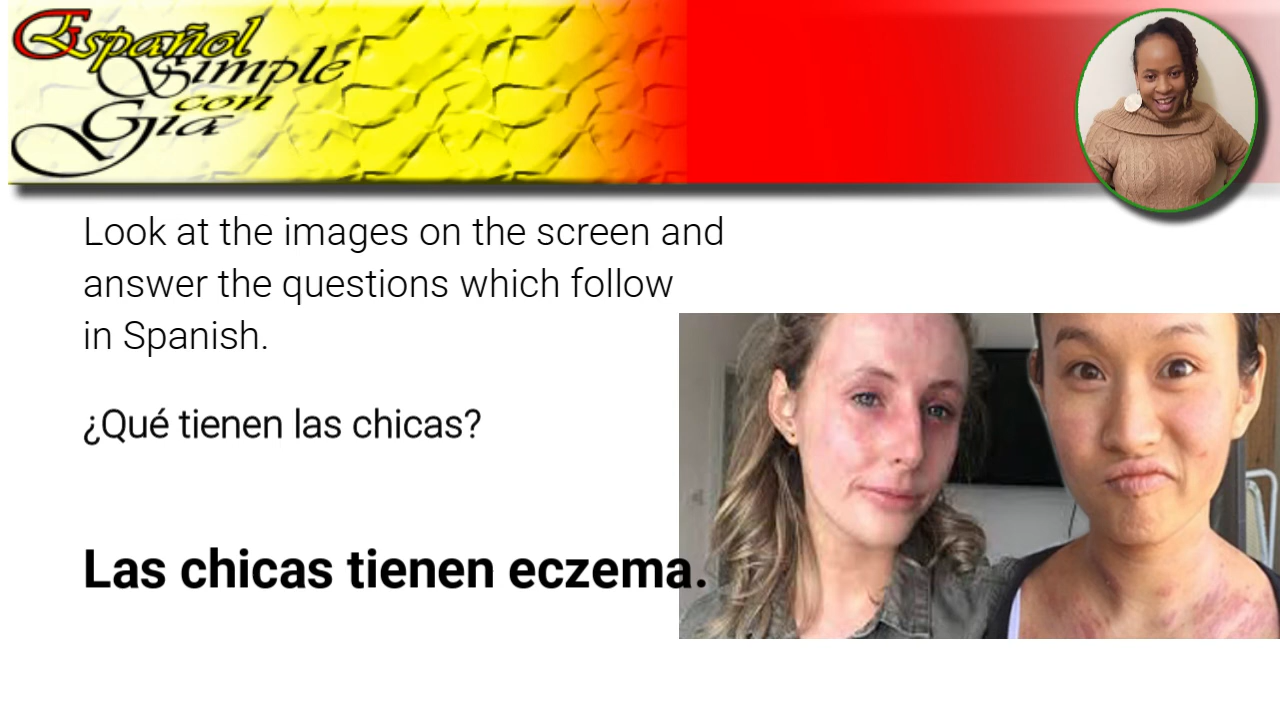 Español
Simple
con
Gia
Look at the images on the screen and
answer the questions which follow
in Spanish.
¿Qué tienen las chicas?
Las chicas tienen eczema.